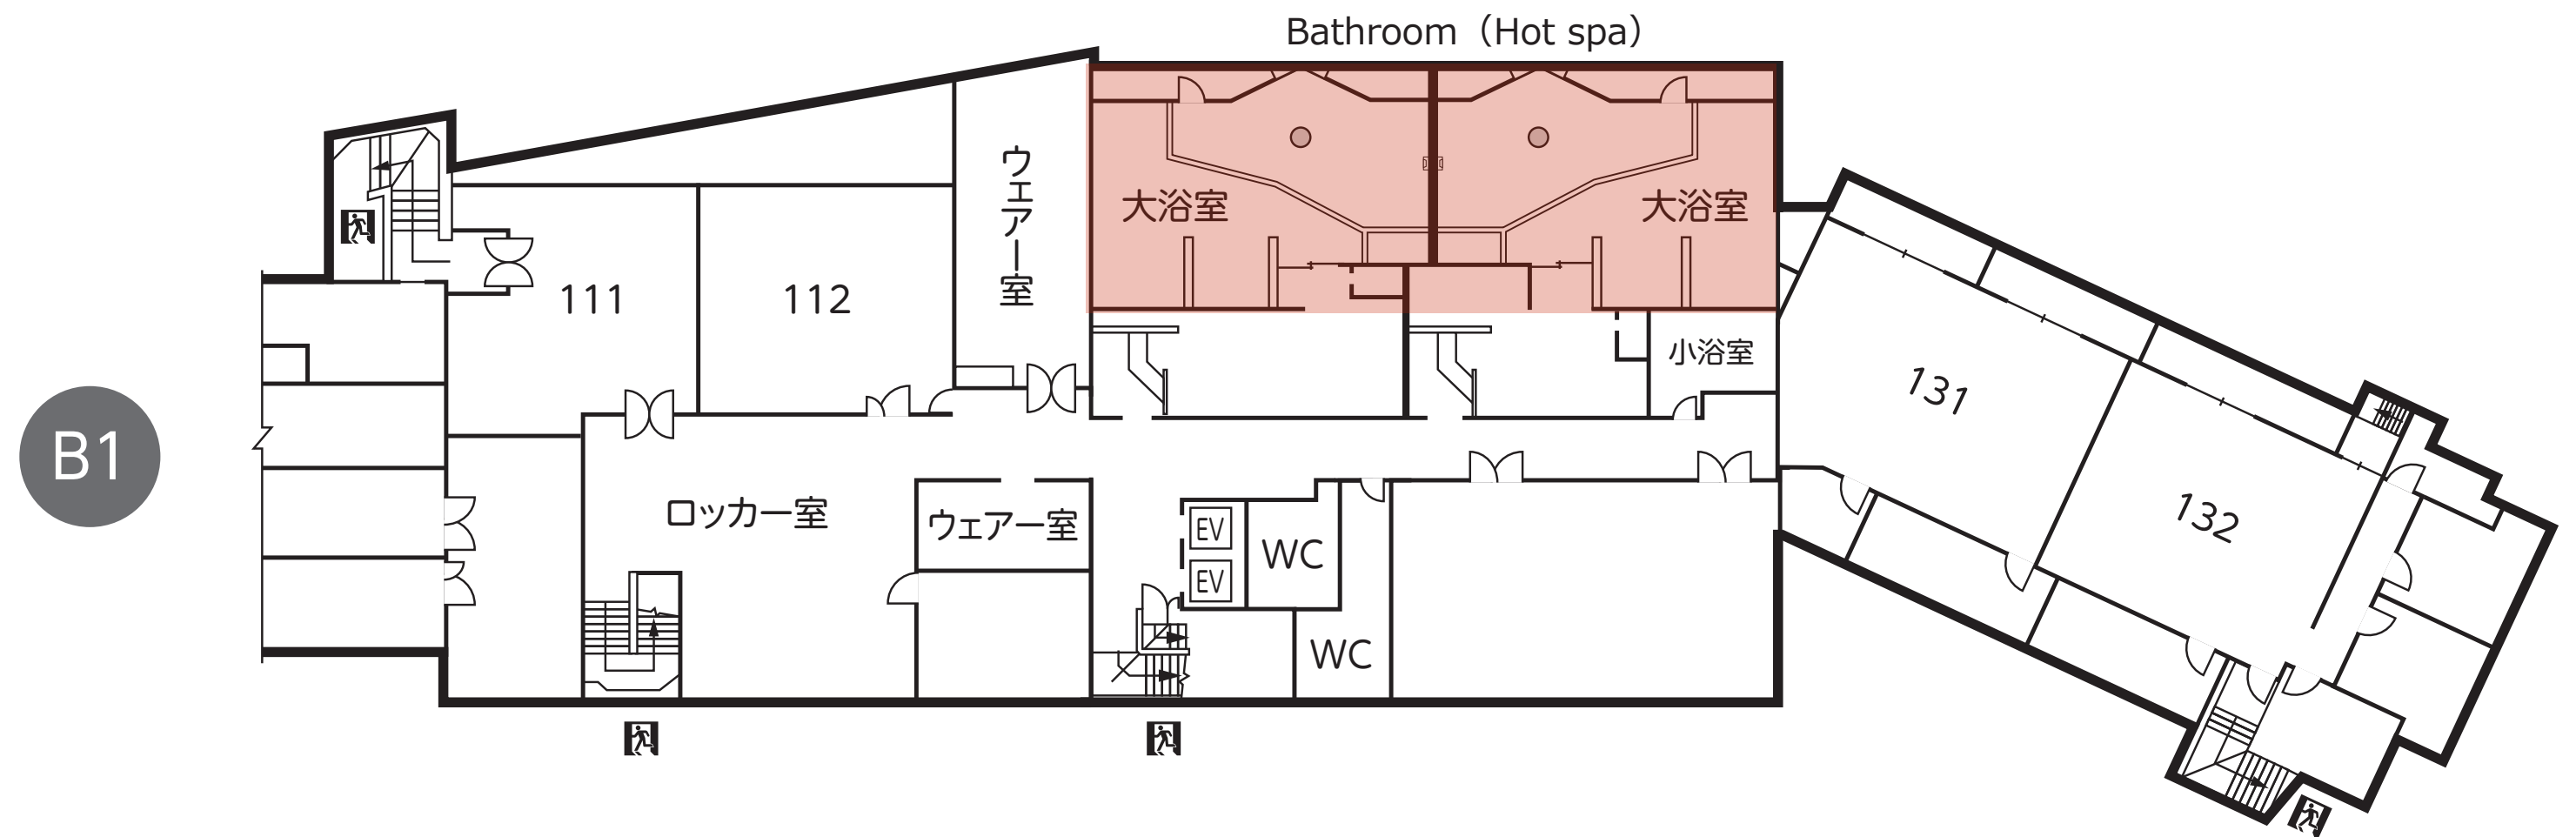 Bathroom（Hot spa）
ウェアー室
大浴室
大浴室
111
112
小浴室
131
B1
ロッカー室
ウェアー室
EV
WC
132
EV
WC